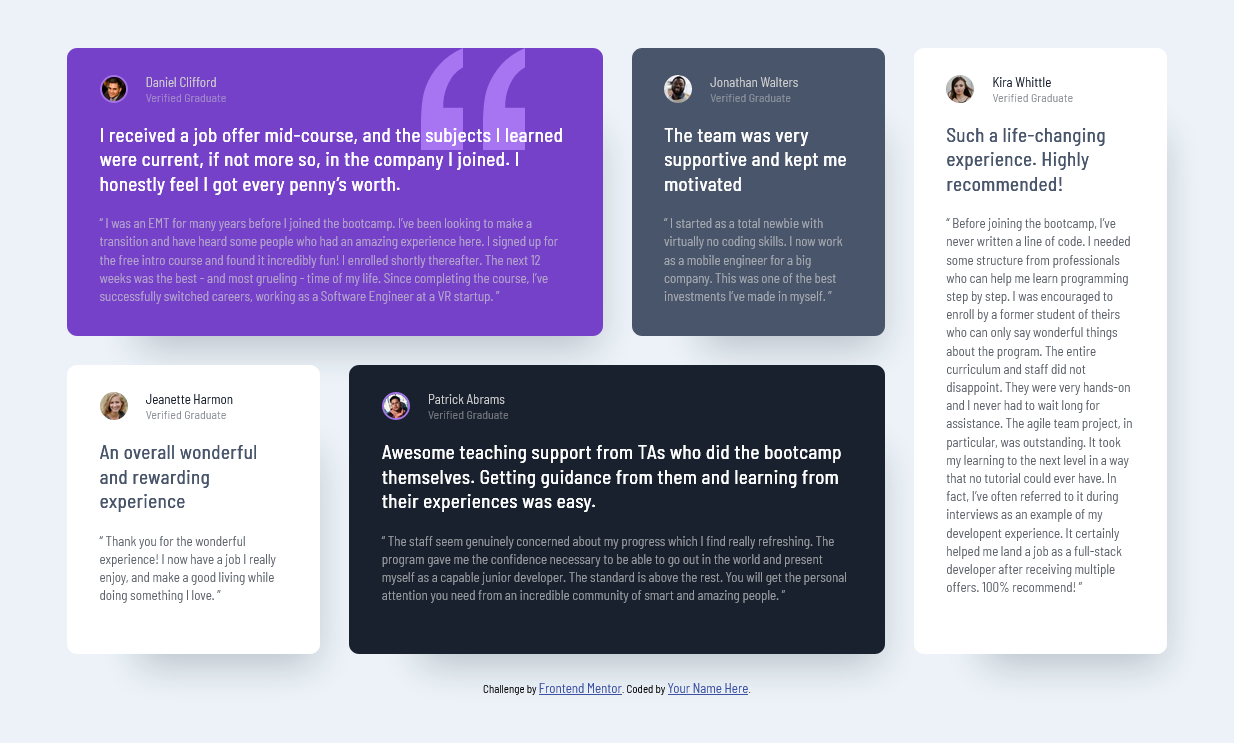 Daniel Clifford
Verified Graduate
I received a job offer mid-course, and the subjects I learned
were current, if not more so, in the company I joined. I
honestly feel I got every penny’s worth.
“ I was an EMT for many years before I joined the bootcamp. I’ve been looking to make a
transition and have heard some people who had an amazing experience here. I signed up for
the free intro course and found it incredibly fun! I enrolled shortly thereafter. The next 12
weeks was the best - and most grueling - time of my life. Since completing the course, I’ve
successfully switched careers, working as a Software Engineer at a VR startup. ”
Jonathan Walters
Verified Graduate
The team was very
supportive and kept me
motivated
“ I started as a total newbie with
virtually no coding skills. I now work
as a mobile engineer for a big
company. This was one of the best
investments I’ve made in myself. ”
Kira Whittle
Verified Graduate
Such a life-changing
experience. Highly
recommended!
“ Before joining the bootcamp, I’ve
never written a line of code. I needed
some structure from professionals
who can help me learn programming
step by step. I was encouraged to
enroll by a former student of theirs
who can only say wonderful things
about the program. The entire
curriculum and staff did not
disappoint. They were very hands-on
and I never had to wait long for
assistance. The agile team project, in
particular, was outstanding. It took
my learning to the next level in a way
that no tutorial could ever have. In
fact, I’ve often referred to it during
interviews as an example of my
developent experience. It certainly
helped me land a job as a full-stack
developer after receiving multiple
offers. 100% recommend! ”
Jeanette Harmon
Verified Graduate
An overall wonderful
and rewarding
experience
“ Thank you for the wonderful
experience! I now have a job I really
enjoy, and make a good living while
doing something I love. ”
Patrick Abrams
Verified Graduate
Awesome teaching support from TAs who did the bootcamp
themselves. Getting guidance from them and learning from
their experiences was easy.
“ The staff seem genuinely concerned about my progress which I find really refreshing. The
program gave me the confidence necessary to be able to go out in the world and present
myself as a capable junior developer. The standard is above the rest. You will get the personal
attention you need from an incredible community of smart and amazing people. ”
Challenge by Frontend Mentor. Coded by Your Name Here.